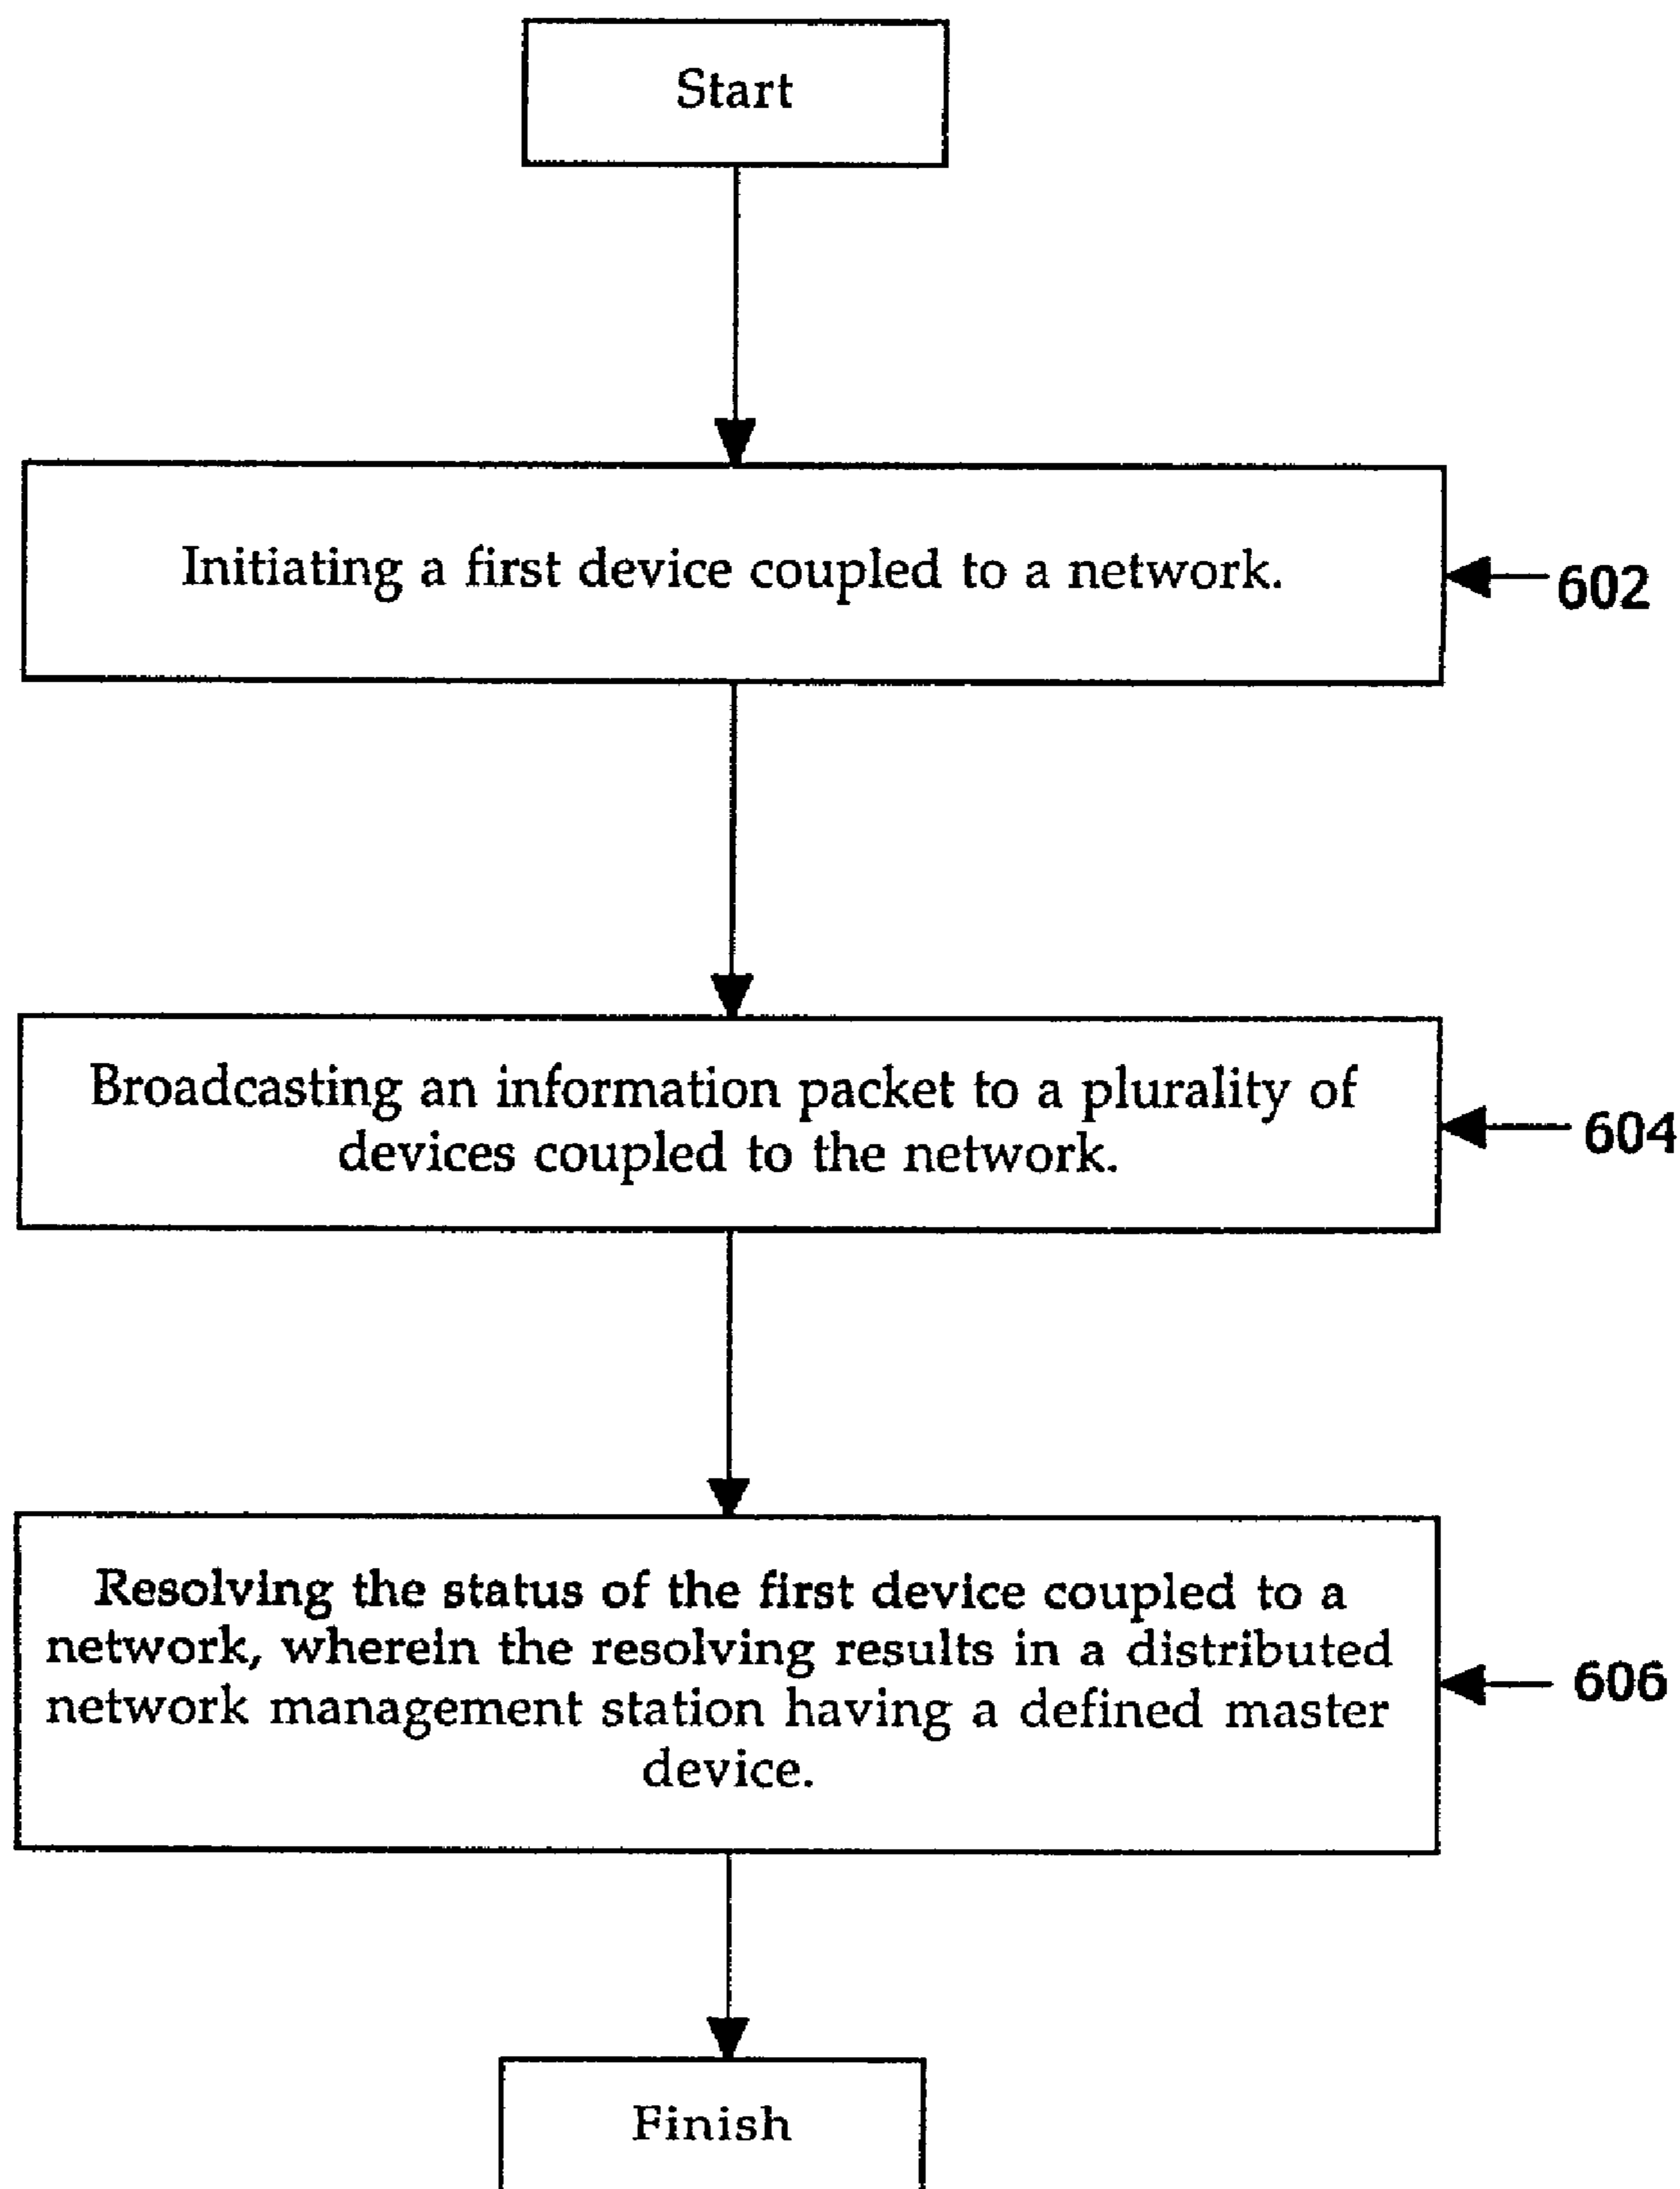 Start
Initiating a first device coupled to a network.
602
Broadcasting an information packet to a plurality of
devices coupled to the network.
604
Resolving the status of the first device coupled to a
network, wherein the resolving results in a distributed
network management station having a defined master
device.
606
Finish